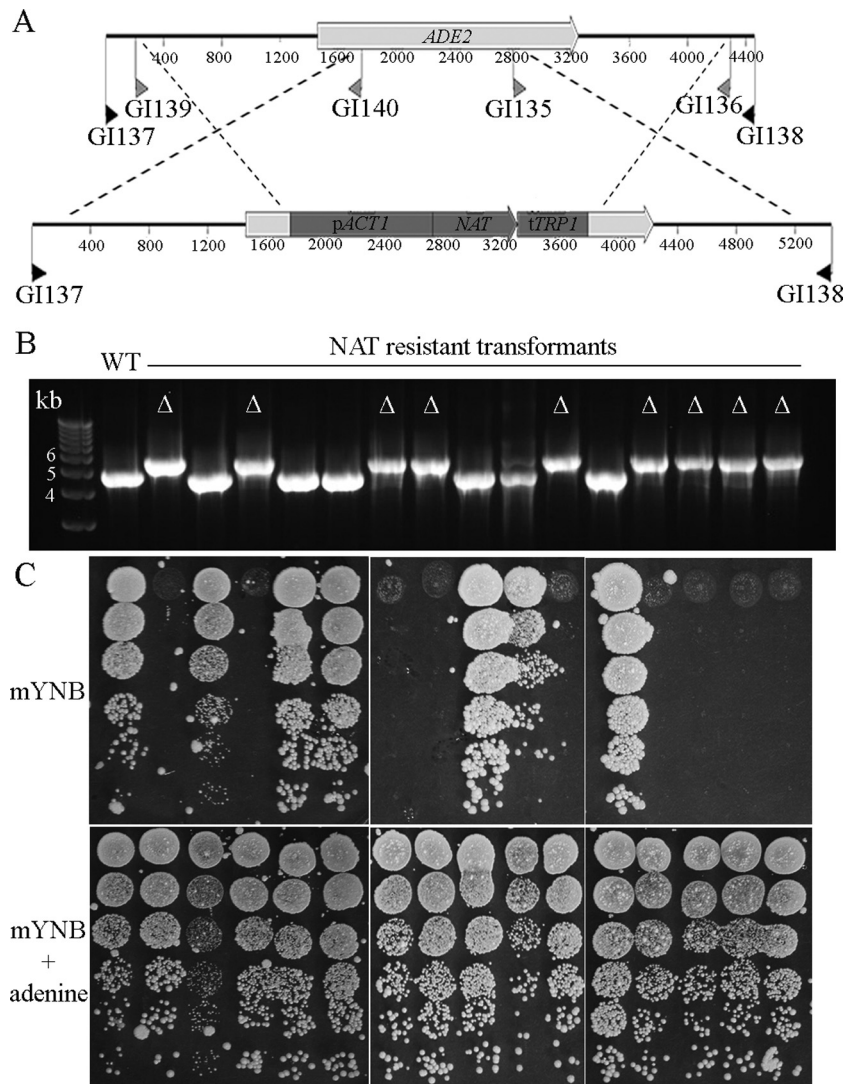 A
ADE2
400 800 1200 1600 2000 2400 2800 3200 3600 4000 4400
GI139 GI140 GI135 GI136
GI137 GI138
pACT1 NAT tTRP1
400 800 1200 1600 2000 2400 2800 3200 3600 4000 4400 4800 5200
GI137 GI138
B
NAT resistant transformants
WT
kb
Δ Δ Δ Δ Δ Δ Δ Δ Δ
6
5
4
C
mYNB
mYNB
+
adenine